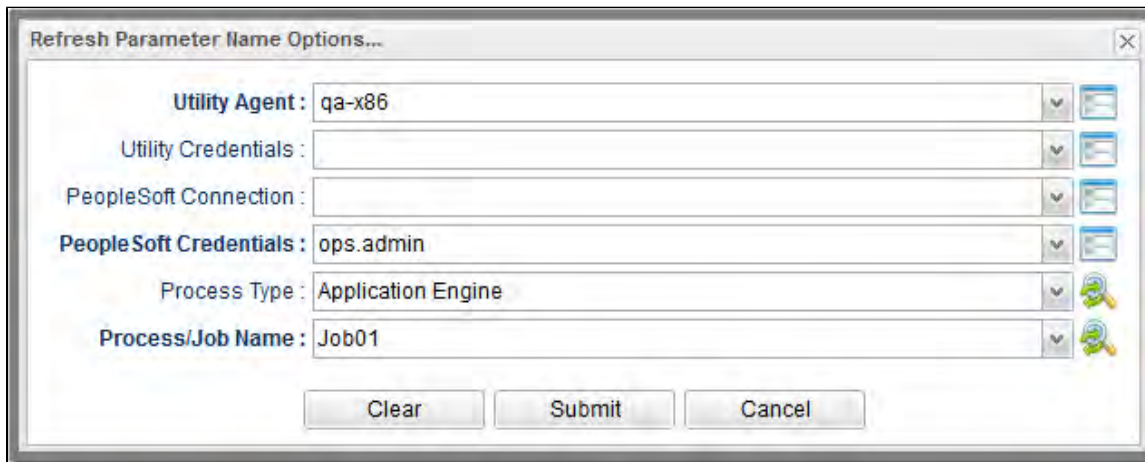 Refresh Parameter Name Options...
Utility Agent : qa-x86
Utility Credentials :
PeopleSoft Connection :
PeopleSoft Credentials : ops.admin
Process Type : Application Engine
Process/Job Name : Job01
Clear Submit Cancel